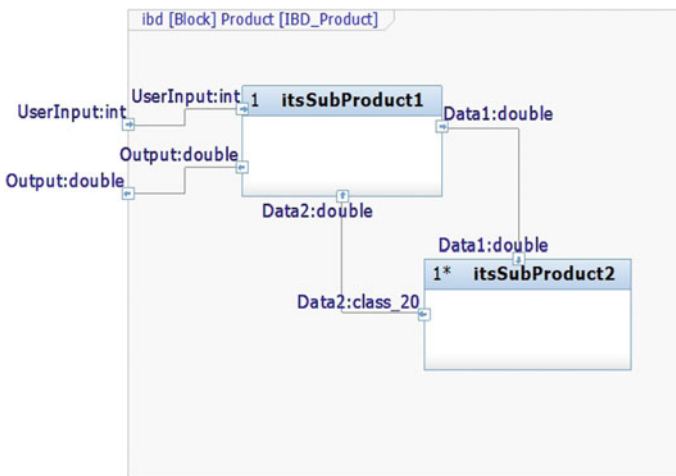 ibd [Block] Product [IBD_Product]
UserInput:int
UserInput:int
1 itsSubProduct1
Data1:double
Output:double
Output:double
Data2:double
Data1:double
1* itsSubProduct2
Data2:class_20